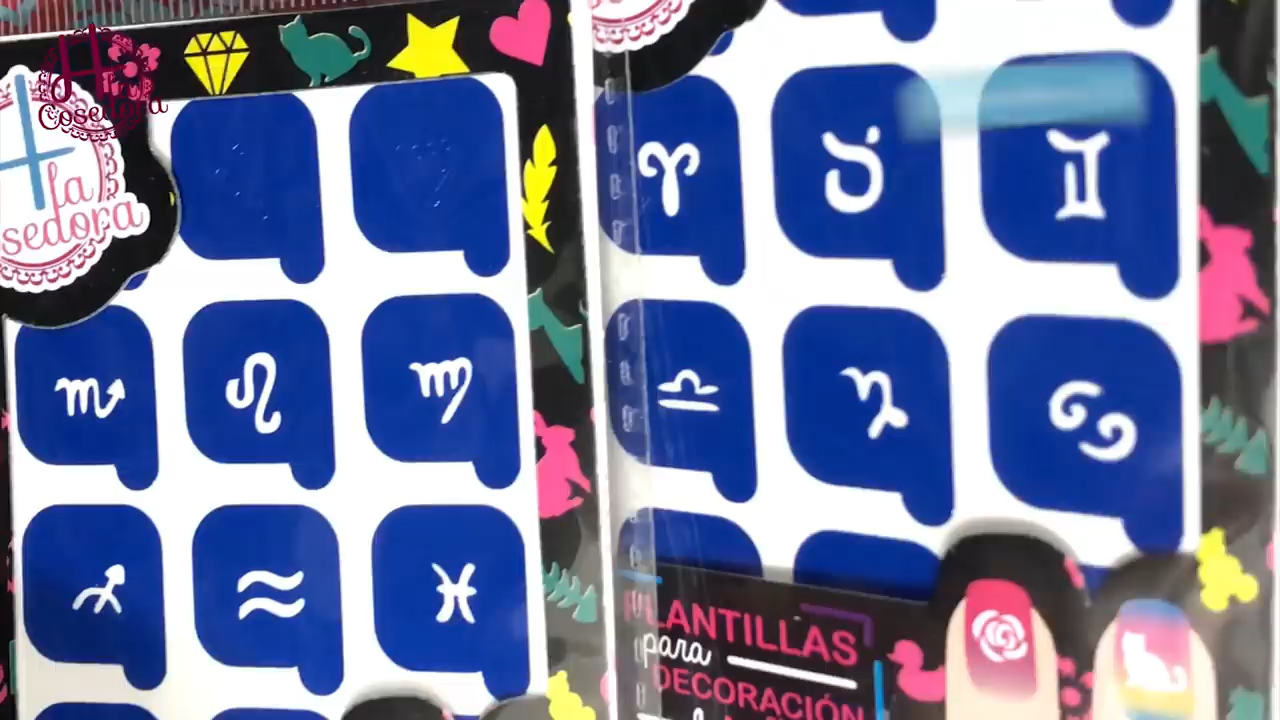 H
Cosedora
la
sedora
♈ ♉ ♊
♏ ♌ ♍
♎ ♑ ♋
♐ ♒ ♓
PLANTILLAS
para
DECORACIÓN